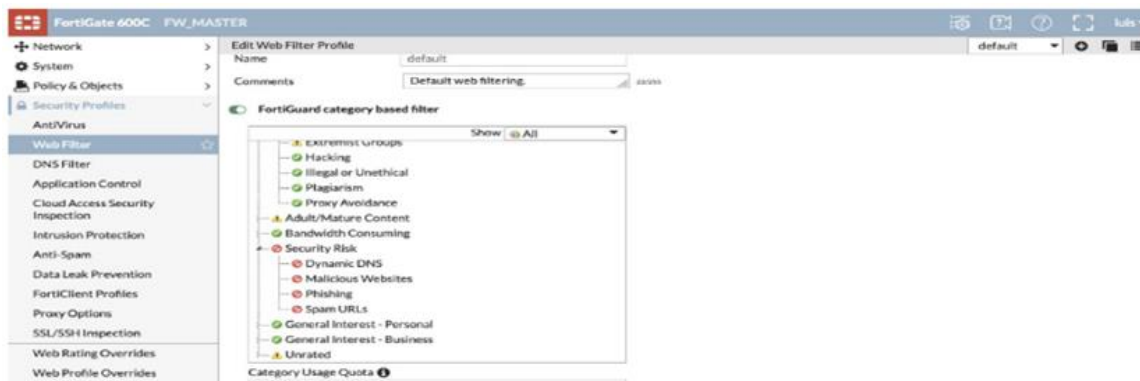 FortiGate 600C FW_MASTER
luis
Network
System
Policy & Objects
Security Profiles
AntiVirus
Web Filter
DNS Filter
Application Control
Cloud Access Security
Inspection
Intrusion Protection
Anti-Spam
Data Leak Prevention
FortiClient Profiles
Proxy Options
SSL/SSH Inspection
Web Rating Overrides
Web Profile Overrides
Edit Web Filter Profile
default
Name default
Comments Default web filtering.
FortiGuard category based filter
Show All
Extremist Groups
Hacking
Illegal or Unethical
Plagiarism
Proxy Avoidance
Adult/Mature Content
Bandwidth Consuming
Security Risk
Dynamic DNS
Malicious Websites
Phishing
Spam URLs
General Interest - Personal
General Interest - Business
Unrated
Category Usage Quota